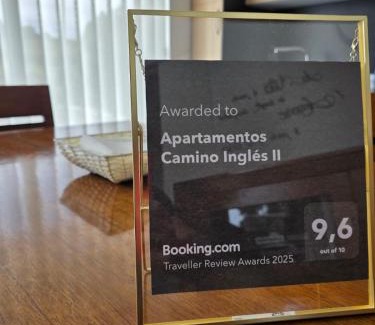 Awarded to
Apartamentos
Camino Inglés II
9,6
out of 10
Booking.com
Traveller Review Awards 2025